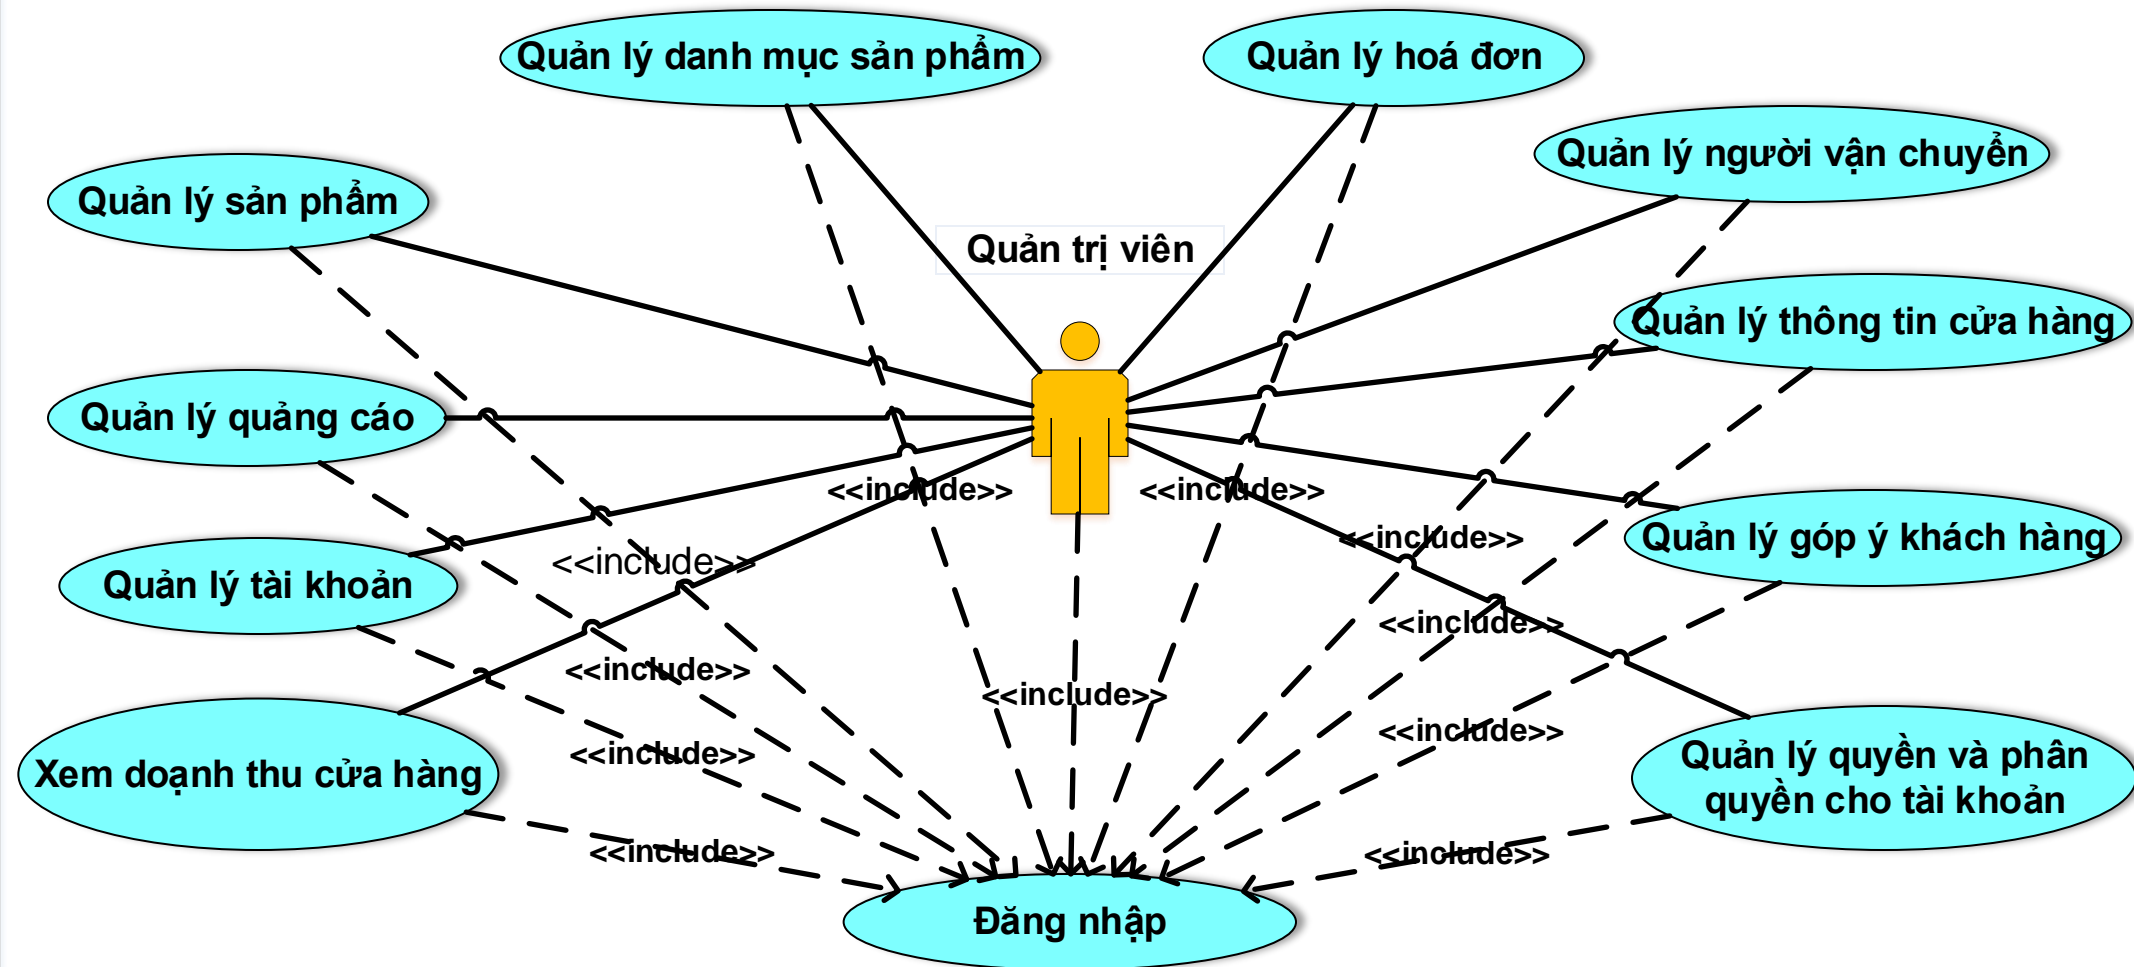 Quản lý danh mục sản phẩm
Quản lý hoá đơn
Quản lý người vận chuyển
Quản lý sản phẩm
Quản trị viên
Quản lý thông tin cửa hàng
Quản lý quảng cáo
<<include>>
<<include>>
<<include>>
Quản lý góp ý khách hàng
<<include>>
Quản lý tài khoản
<<include>>
<<include>>
<<include>>
<<include>>
<<include>>
Xem doạnh thu cửa hàng
Quản lý quyền và phân
quyền cho tài khoản
<<include>>
<<include>>
Đăng nhập